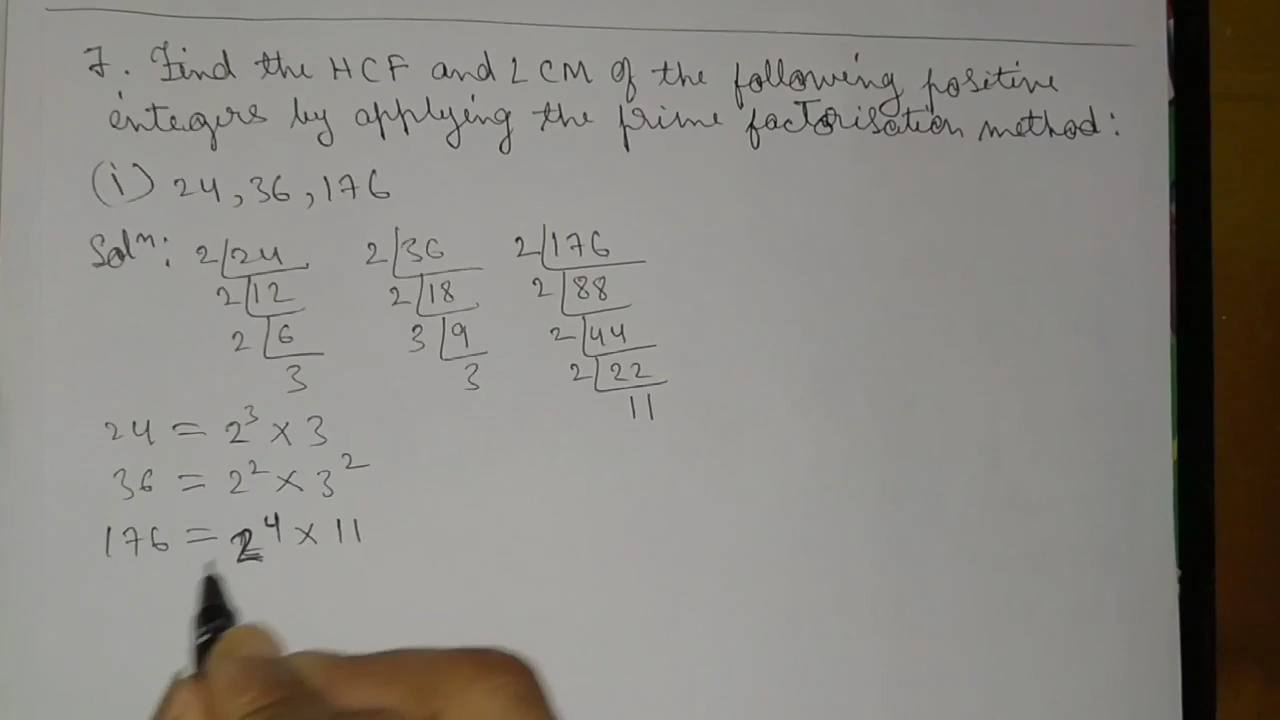 7. Find the HCF and LCM of the following positive
integers by applying the prime factorisation method:
(i) 24, 36, 176
Solⁿ: 2|24 2|36 2|176
2|12 2|18 2|88
2|6 3|9 2|44
3 3 2|22
11
24 = 2³ × 3
36 = 2² × 3²
176 = 2⁴ × 11